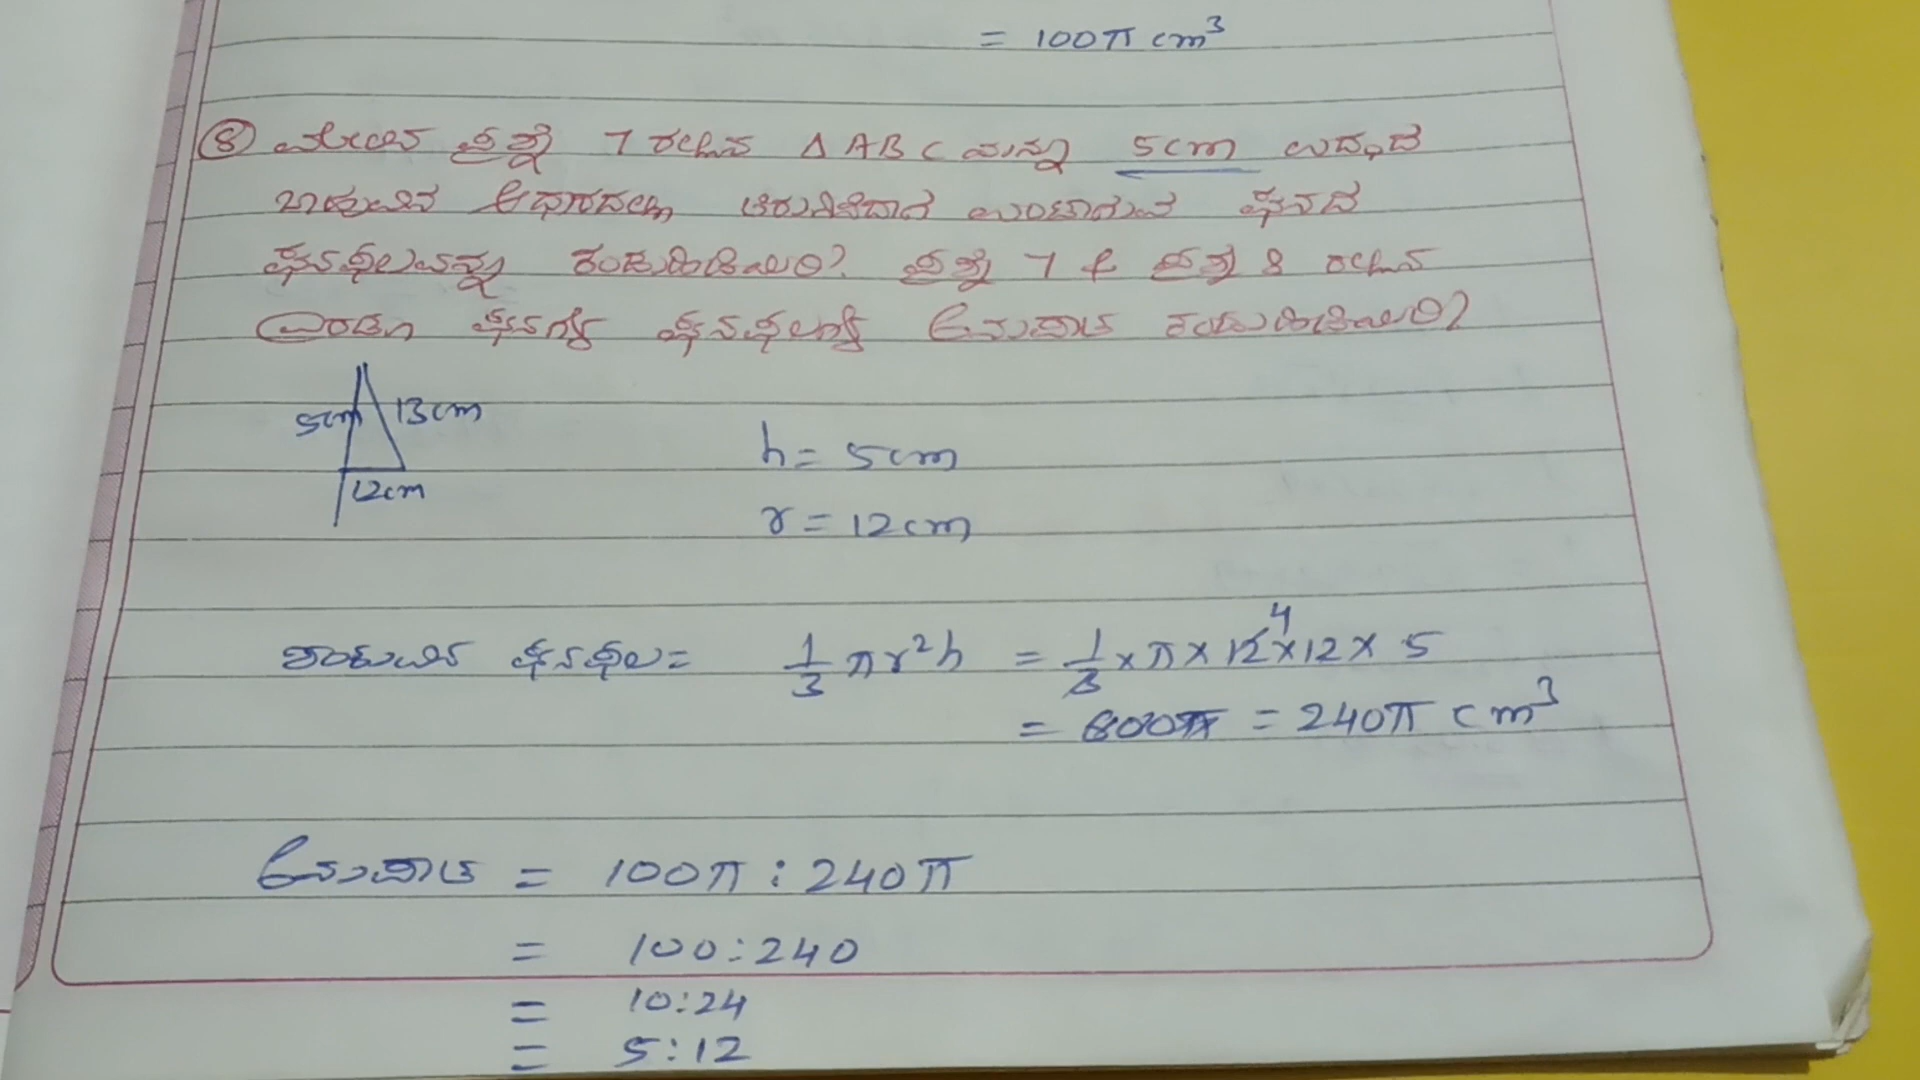 = 100π cm³
⑧ ಮೇಲಿನ ಪ್ರಶ್ನೆ 7 ರಲ್ಲಿನ Δ ABC ಯನ್ನು 5cm ಉದ್ದದ
ಬಾಹುವಿನ ಆಧಾರದಲ್ಲಿ ತಿರುಗಿಸಿದಾಗ ಉಂಟಾಗುವ ಘನದ
ಘನಫಲವನ್ನು ಕಂಡುಹಿಡಿಯಿರಿ? ಪ್ರಶ್ನೆ 7 & ಪ್ರಶ್ನೆ 8 ರಲ್ಲಿನ
ಎರಡೂ ಘನಗಳ ಘನಫಲಗಳ ಅನುಪಾತ ಕಂಡುಹಿಡಿಯಿರಿ?
5cm 13cm
12cm
h = 5cm
r = 12cm
ಶಂಕುವಿನ ಘನಫಲ = 1/3 πr²h = 1/3 × π × 12 × 12 × 5
4
= 240π cm³
ಅನುಪಾತ = 100π : 240π
= 100:240
= 10:24
= 5:12